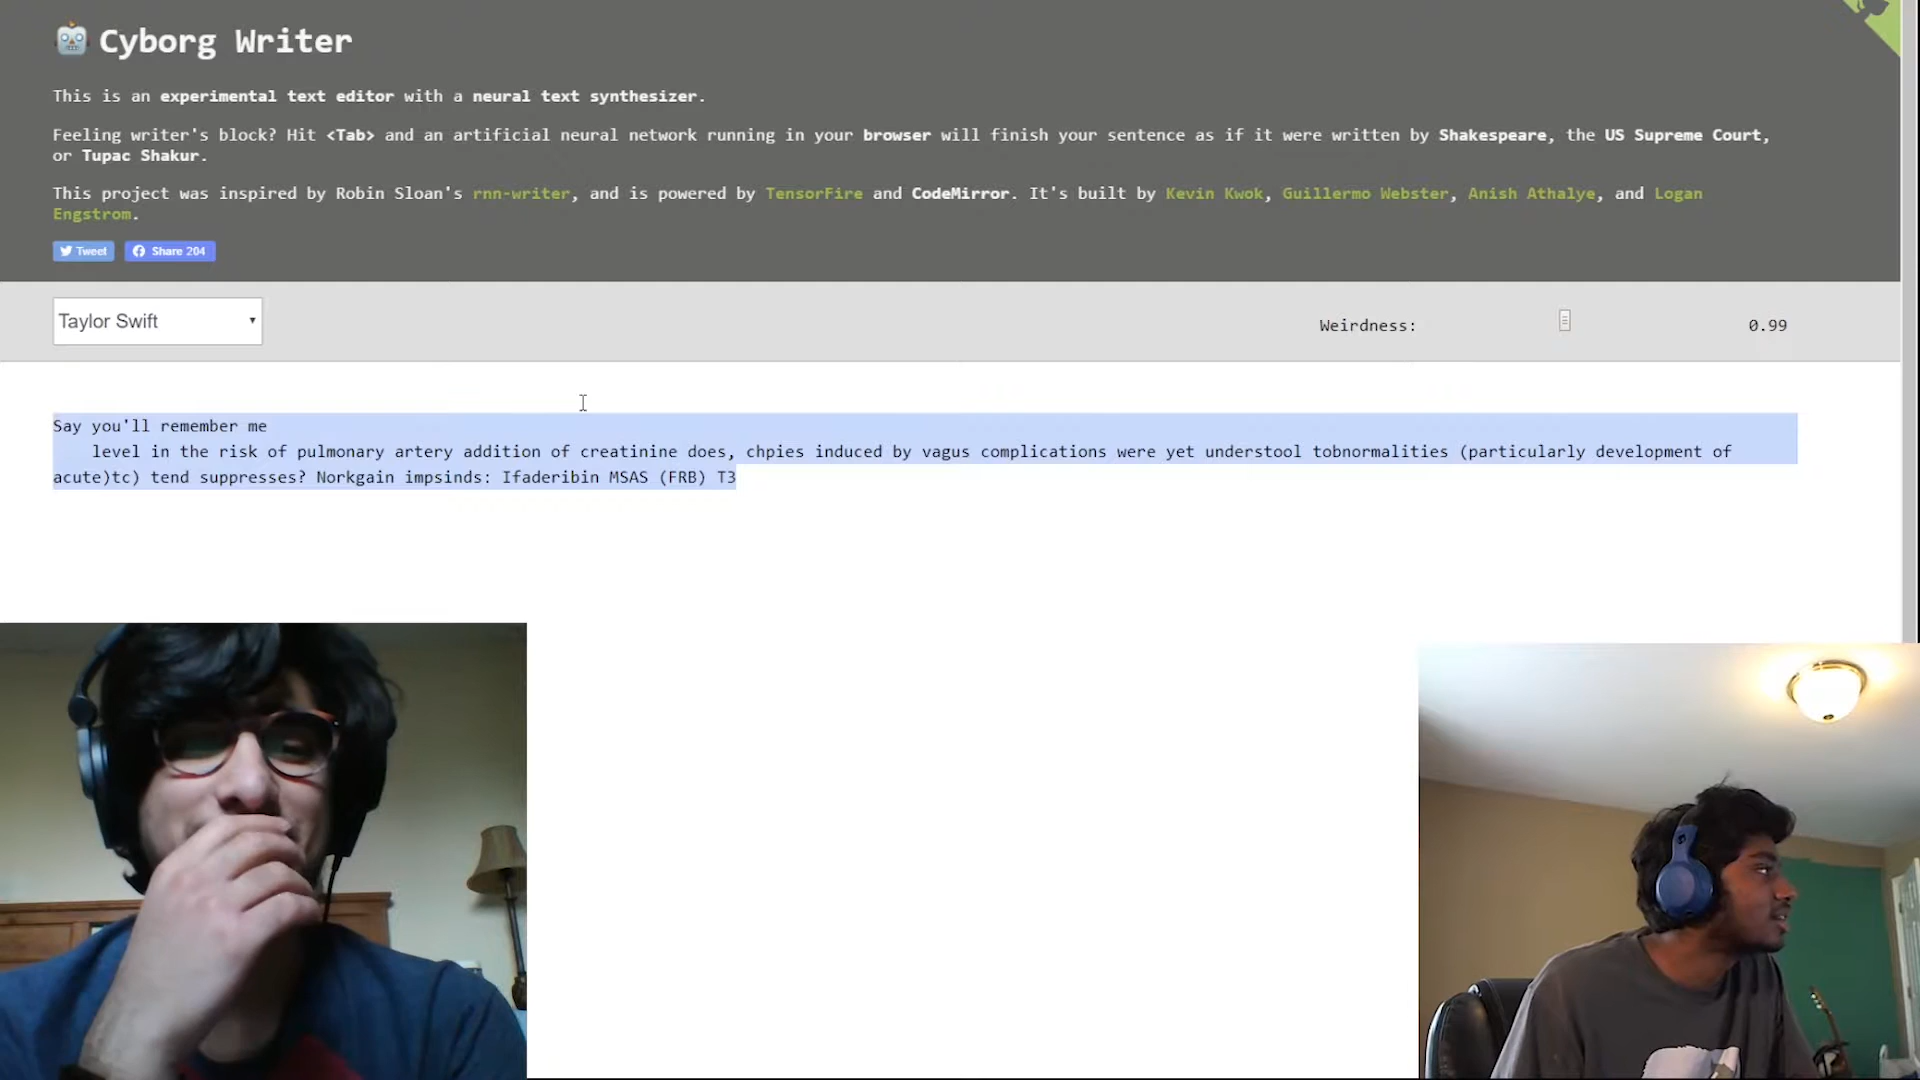 Cyborg Writer
This is an experimental text editor with a neural text synthesizer.
Feeling writer's block? Hit <Tab> and an artificial neural network running in your browser will finish your sentence as if it were written by Shakespeare, the US Supreme Court,
or Tupac Shakur.
This project was inspired by Robin Sloan's rnn-writer, and is powered by TensorFire and CodeMirror. It's built by Kevin Kwok, Guillermo Webster, Anish Athalye, and Logan
Engstrom.
Tweet Share 204
Taylor Swift Weirdness: 0.99
Say you'll remember me
level in the risk of pulmonary artery addition of creatinine does, chpies induced by vagus complications were yet understool tobnormalities (particularly development of
acute)tc) tend suppresses? Norkgain impsinds: Ifaderibin MSAS (FRB) T3